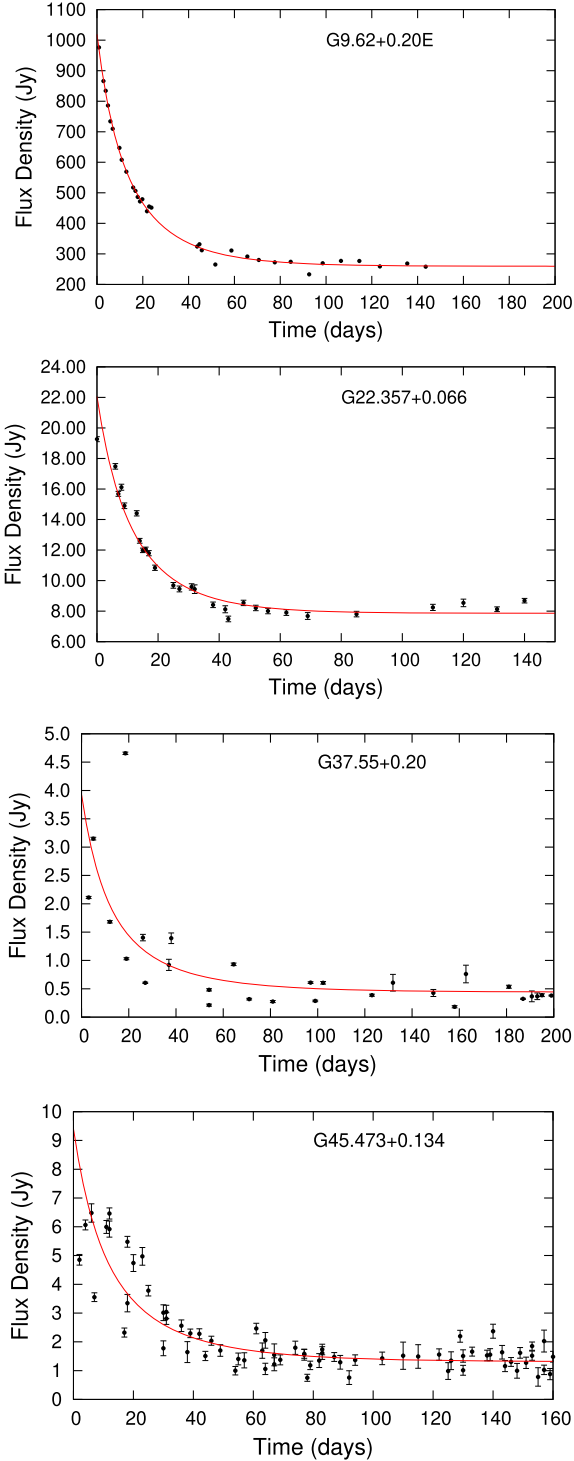 1100
G9.62+0.20E
1000
900
800
700
600
500
400
300
200
Flux Density (Jy)
0 20 40 60 80 100 120 140 160 180 200
Time (days)
24.00
G22.357+0.066
22.00
20.00
18.00
16.00
14.00
12.00
10.00
8.00
6.00
Flux Density (Jy)
0 20 40 60 80 100 120 140
Time (days)
5.0
G37.55+0.20
4.5
4.0
3.5
3.0
2.5
2.0
1.5
1.0
0.5
0.0
Flux Density (Jy)
0 20 40 60 80 100 120 140 160 180 200
Time (days)
10
G45.473+0.134
9
8
7
6
5
4
3
2
1
0
Flux Density (Jy)
0 20 40 60 80 100 120 140 160
Time (days)